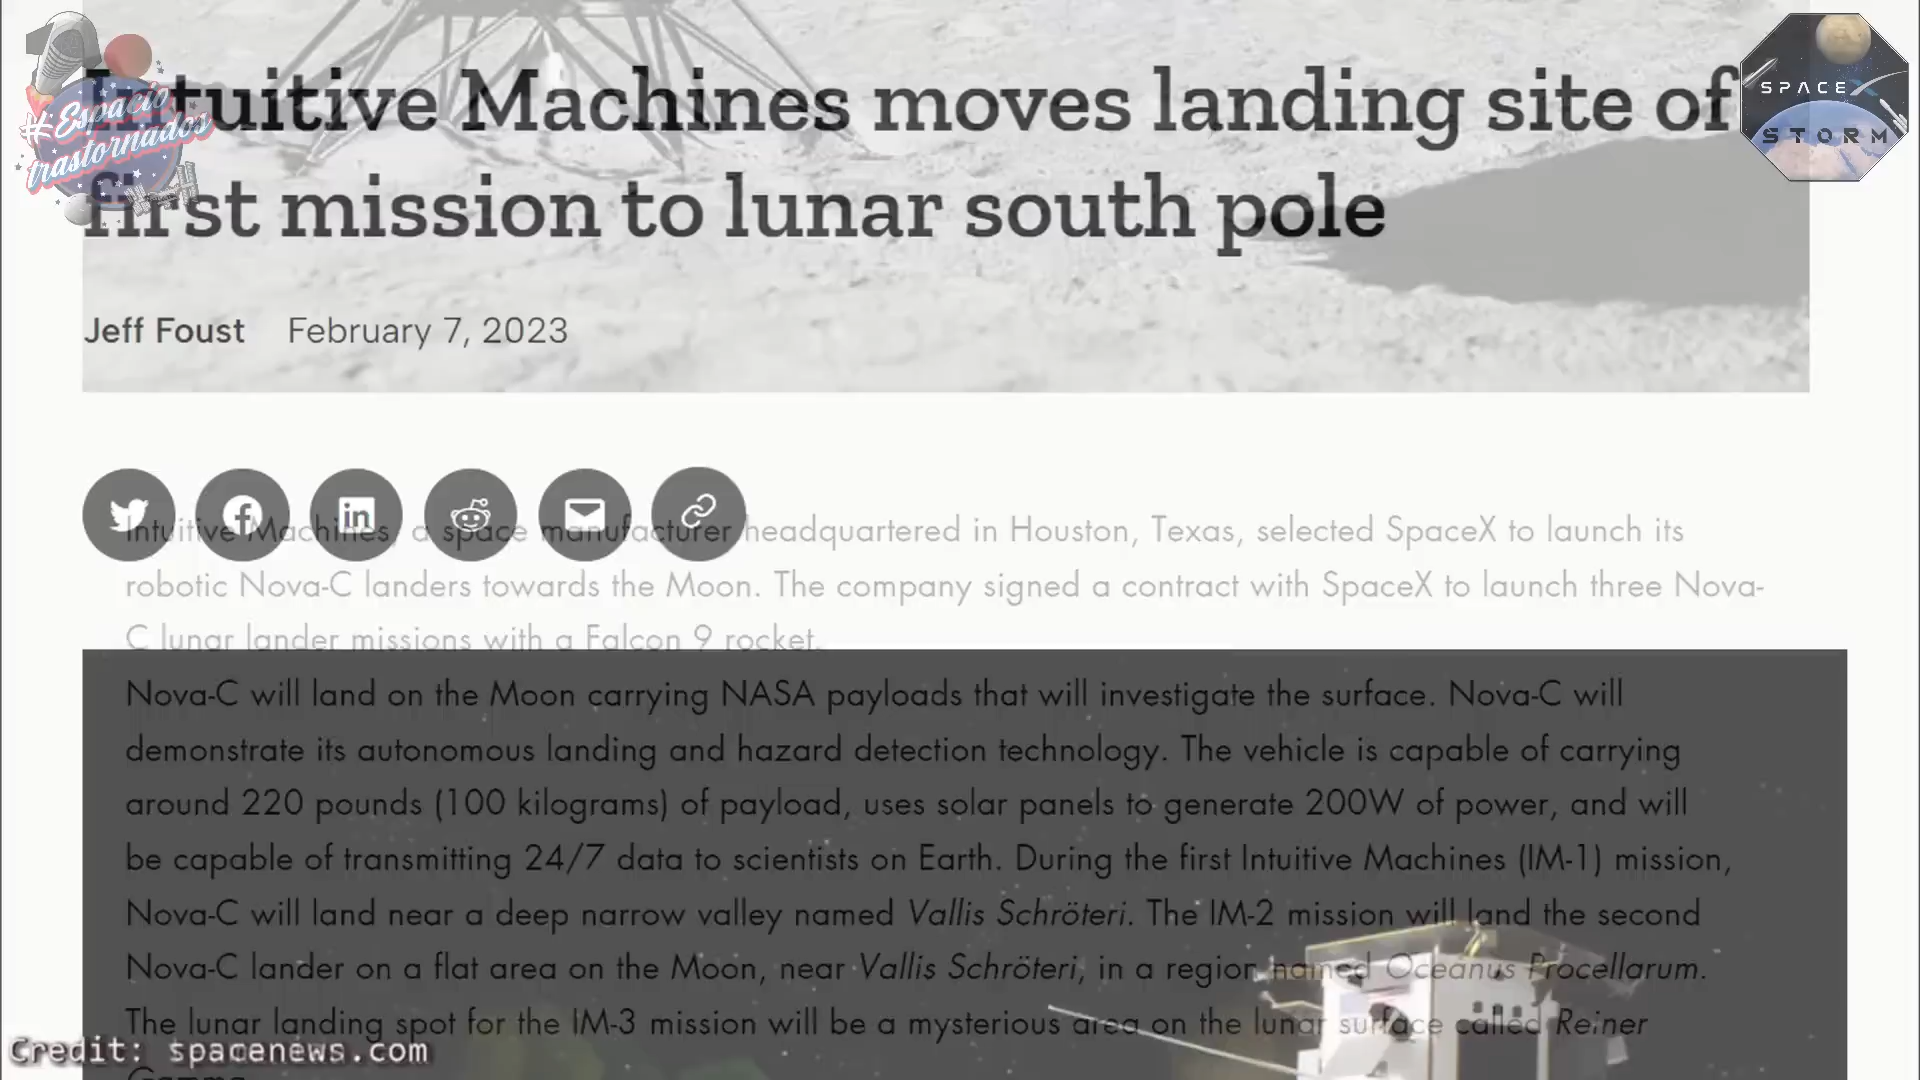 #Espacio
trastornados
SPACEX
STORM
Intuitive Machines moves landing site of
first mission to lunar south pole
Jeff Foust February 7, 2023
Intuitive Machines, a space manufacturer headquartered in Houston, Texas, selected SpaceX to launch its
robotic Nova-C landers towards the Moon. The company signed a contract with SpaceX to launch three Nova-
C lunar lander missions with a Falcon 9 rocket.
Nova-C will land on the Moon carrying NASA payloads that will investigate the surface. Nova-C will
demonstrate its autonomous landing and hazard detection technology. The vehicle is capable of carrying
around 220 pounds (100 kilograms) of payload, uses solar panels to generate 200W of power, and will
be capable of transmitting 24/7 data to scientists on Earth. During the first Intuitive Machines (IM-1) mission,
Nova-C will land near a deep narrow valley named Vallis Schröteri. The IM-2 mission will land the second
Nova-C lander on a flat area on the Moon, near Vallis Schröteri, in a region named Oceanus Procellarum.
The lunar landing spot for the IM-3 mission will be a mysterious area on the lunar surface called Reiner
Gamma
Credit: spacenews.com